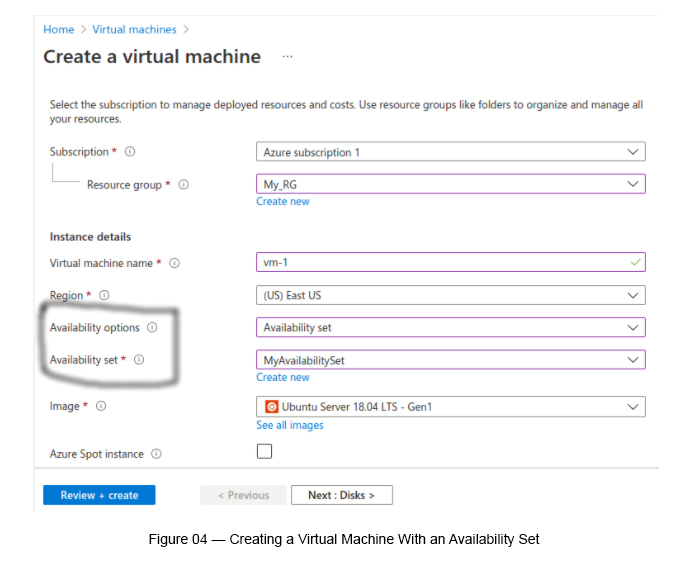 Home > Virtual machines >
Create a virtual machine ...
Select the subscription to manage deployed resources and costs. Use resource groups like folders to organize and manage all
your resources.
Subscription * Azure subscription 1
Resource group * My_RG
Create new
Instance details
Virtual machine name * vm-1
Region * (US) East US
Availability options Availability set
Availability set * MyAvailabilitySet
Create new
Image * Ubuntu Server 18.04 LTS - Gen1
See all images
Azure Spot instance
Review + create < Previous Next : Disks >
Figure 04 — Creating a Virtual Machine With an Availability Set